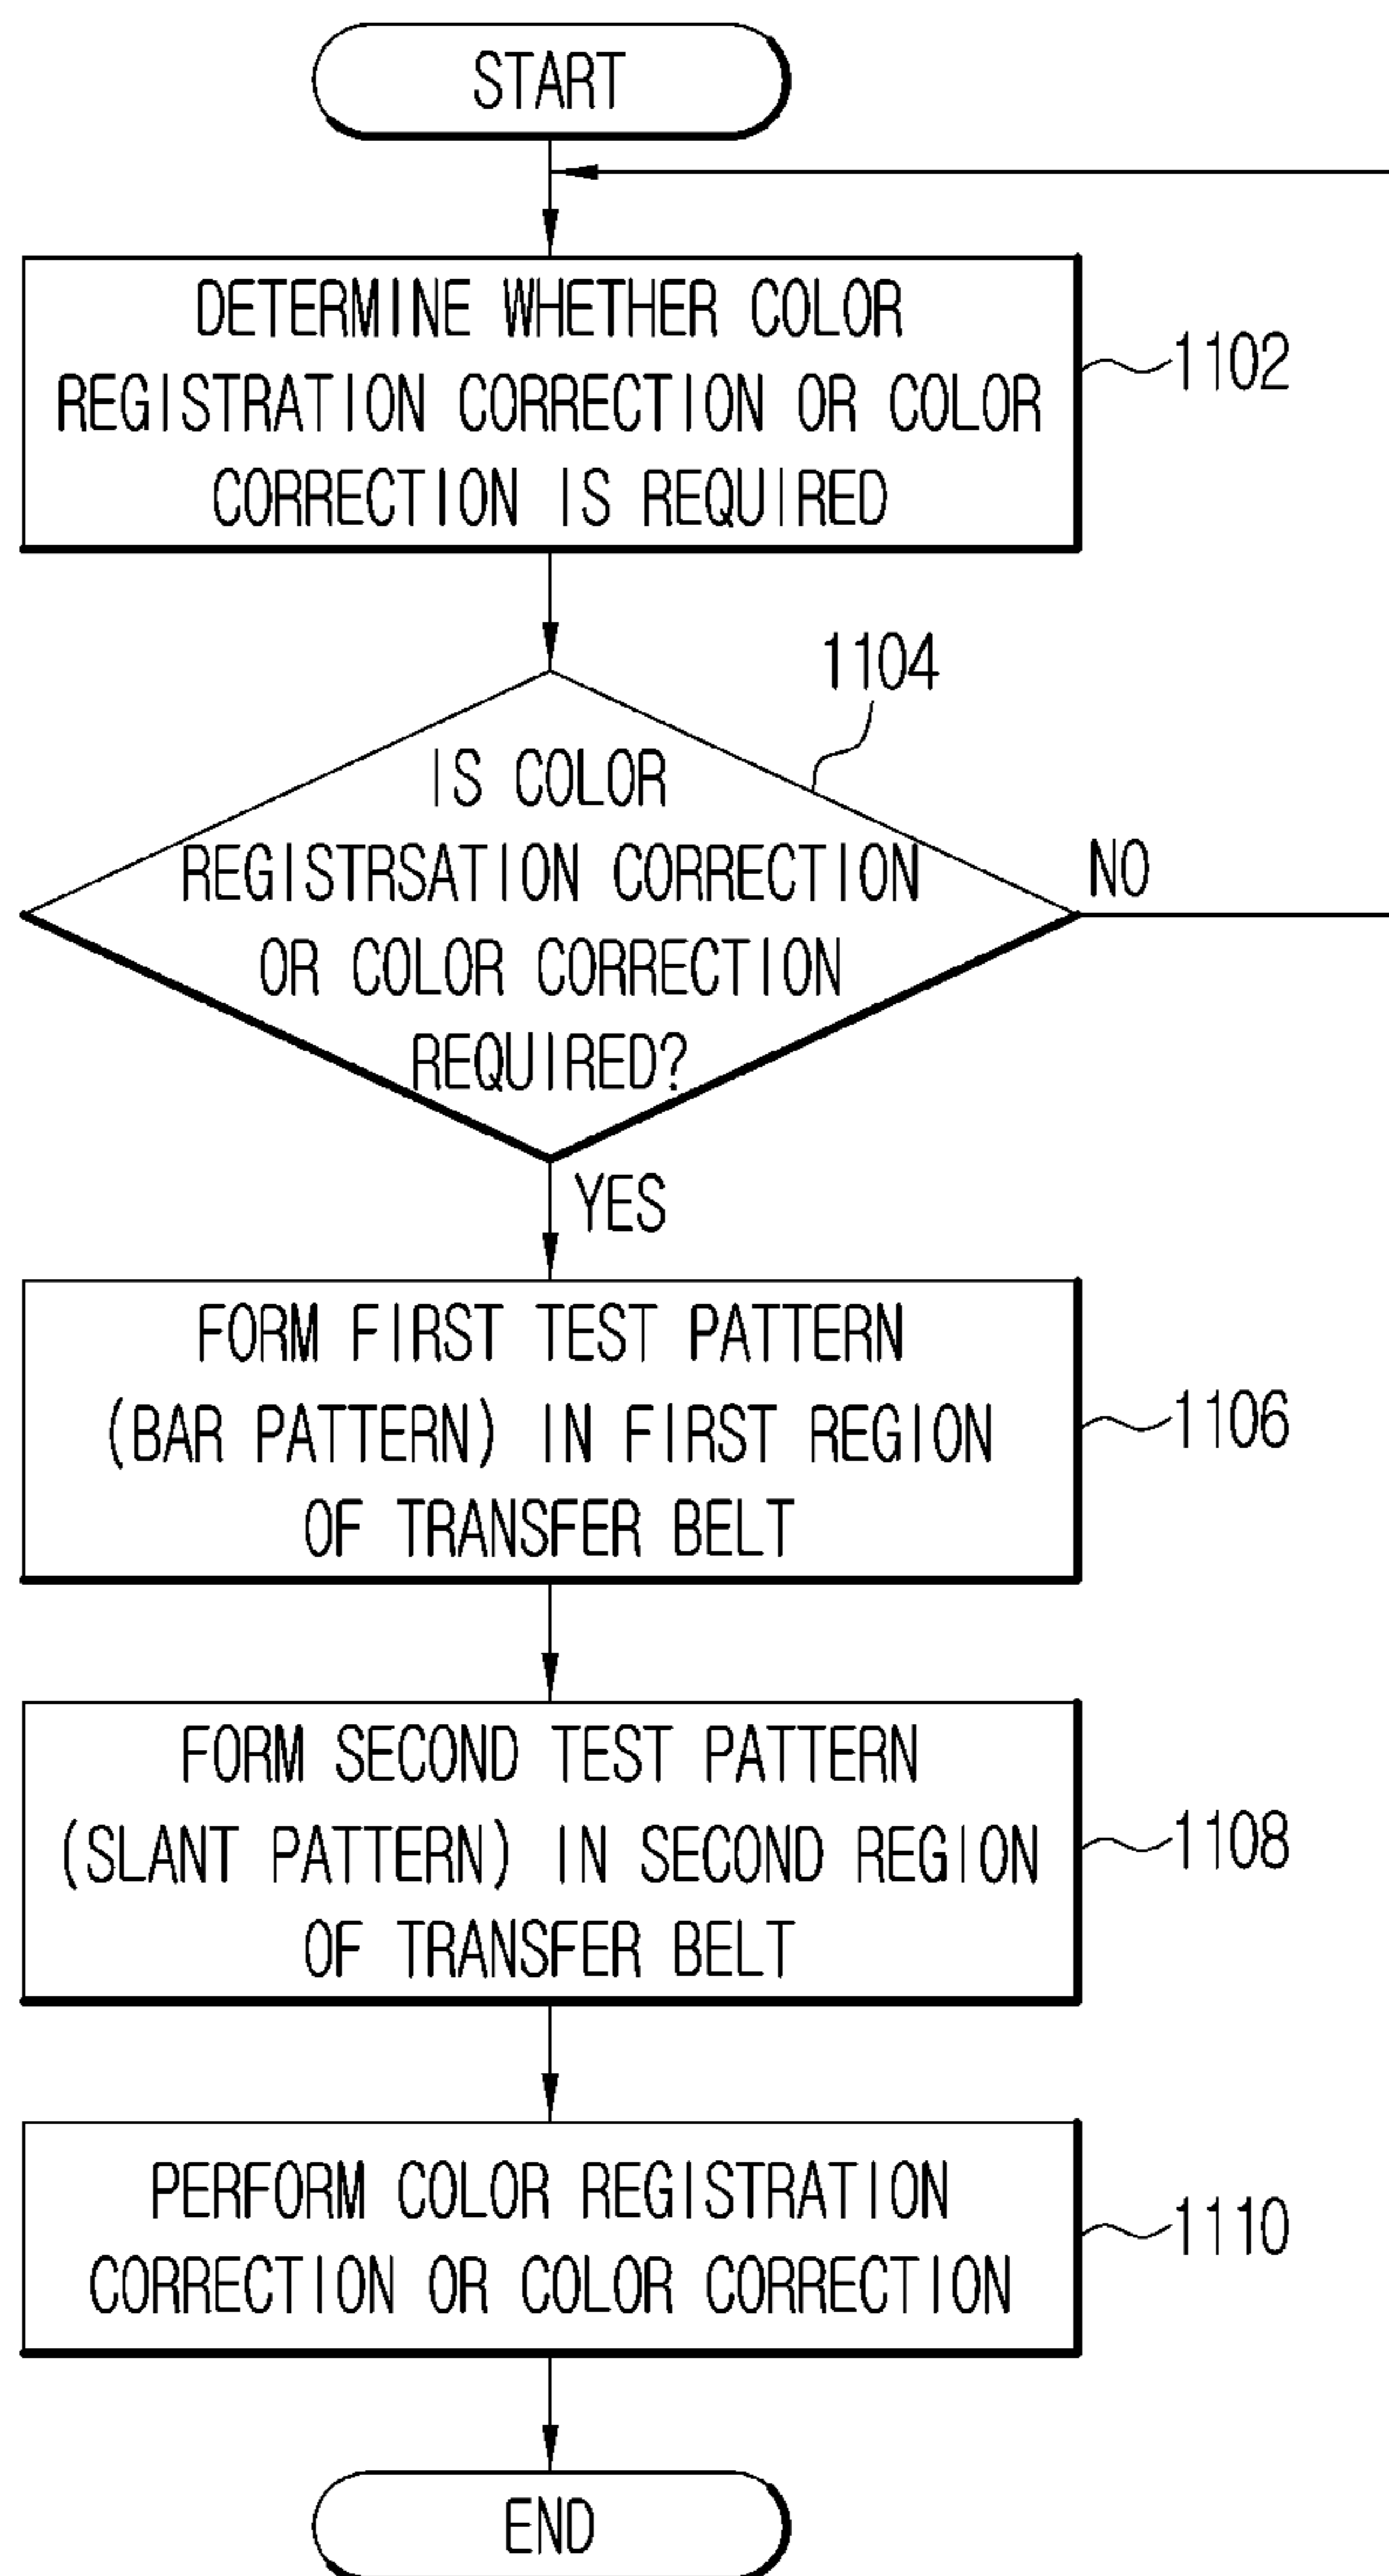 START
DETERMINE WHETHER COLOR
REGISTRATION CORRECTION OR COLOR
CORRECTION IS REQUIRED
1102
1104
IS COLOR
REGISTRSATION CORRECTION
OR COLOR CORRECTION
REQUIRED?
NO
YES
FORM FIRST TEST PATTERN
(BAR PATTERN) IN FIRST REGION
OF TRANSFER BELT
1106
FORM SECOND TEST PATTERN
(SLANT PATTERN) IN SECOND REGION
OF TRANSFER BELT
1108
PERFORM COLOR REGISTRATION
CORRECTION OR COLOR CORRECTION
1110
END